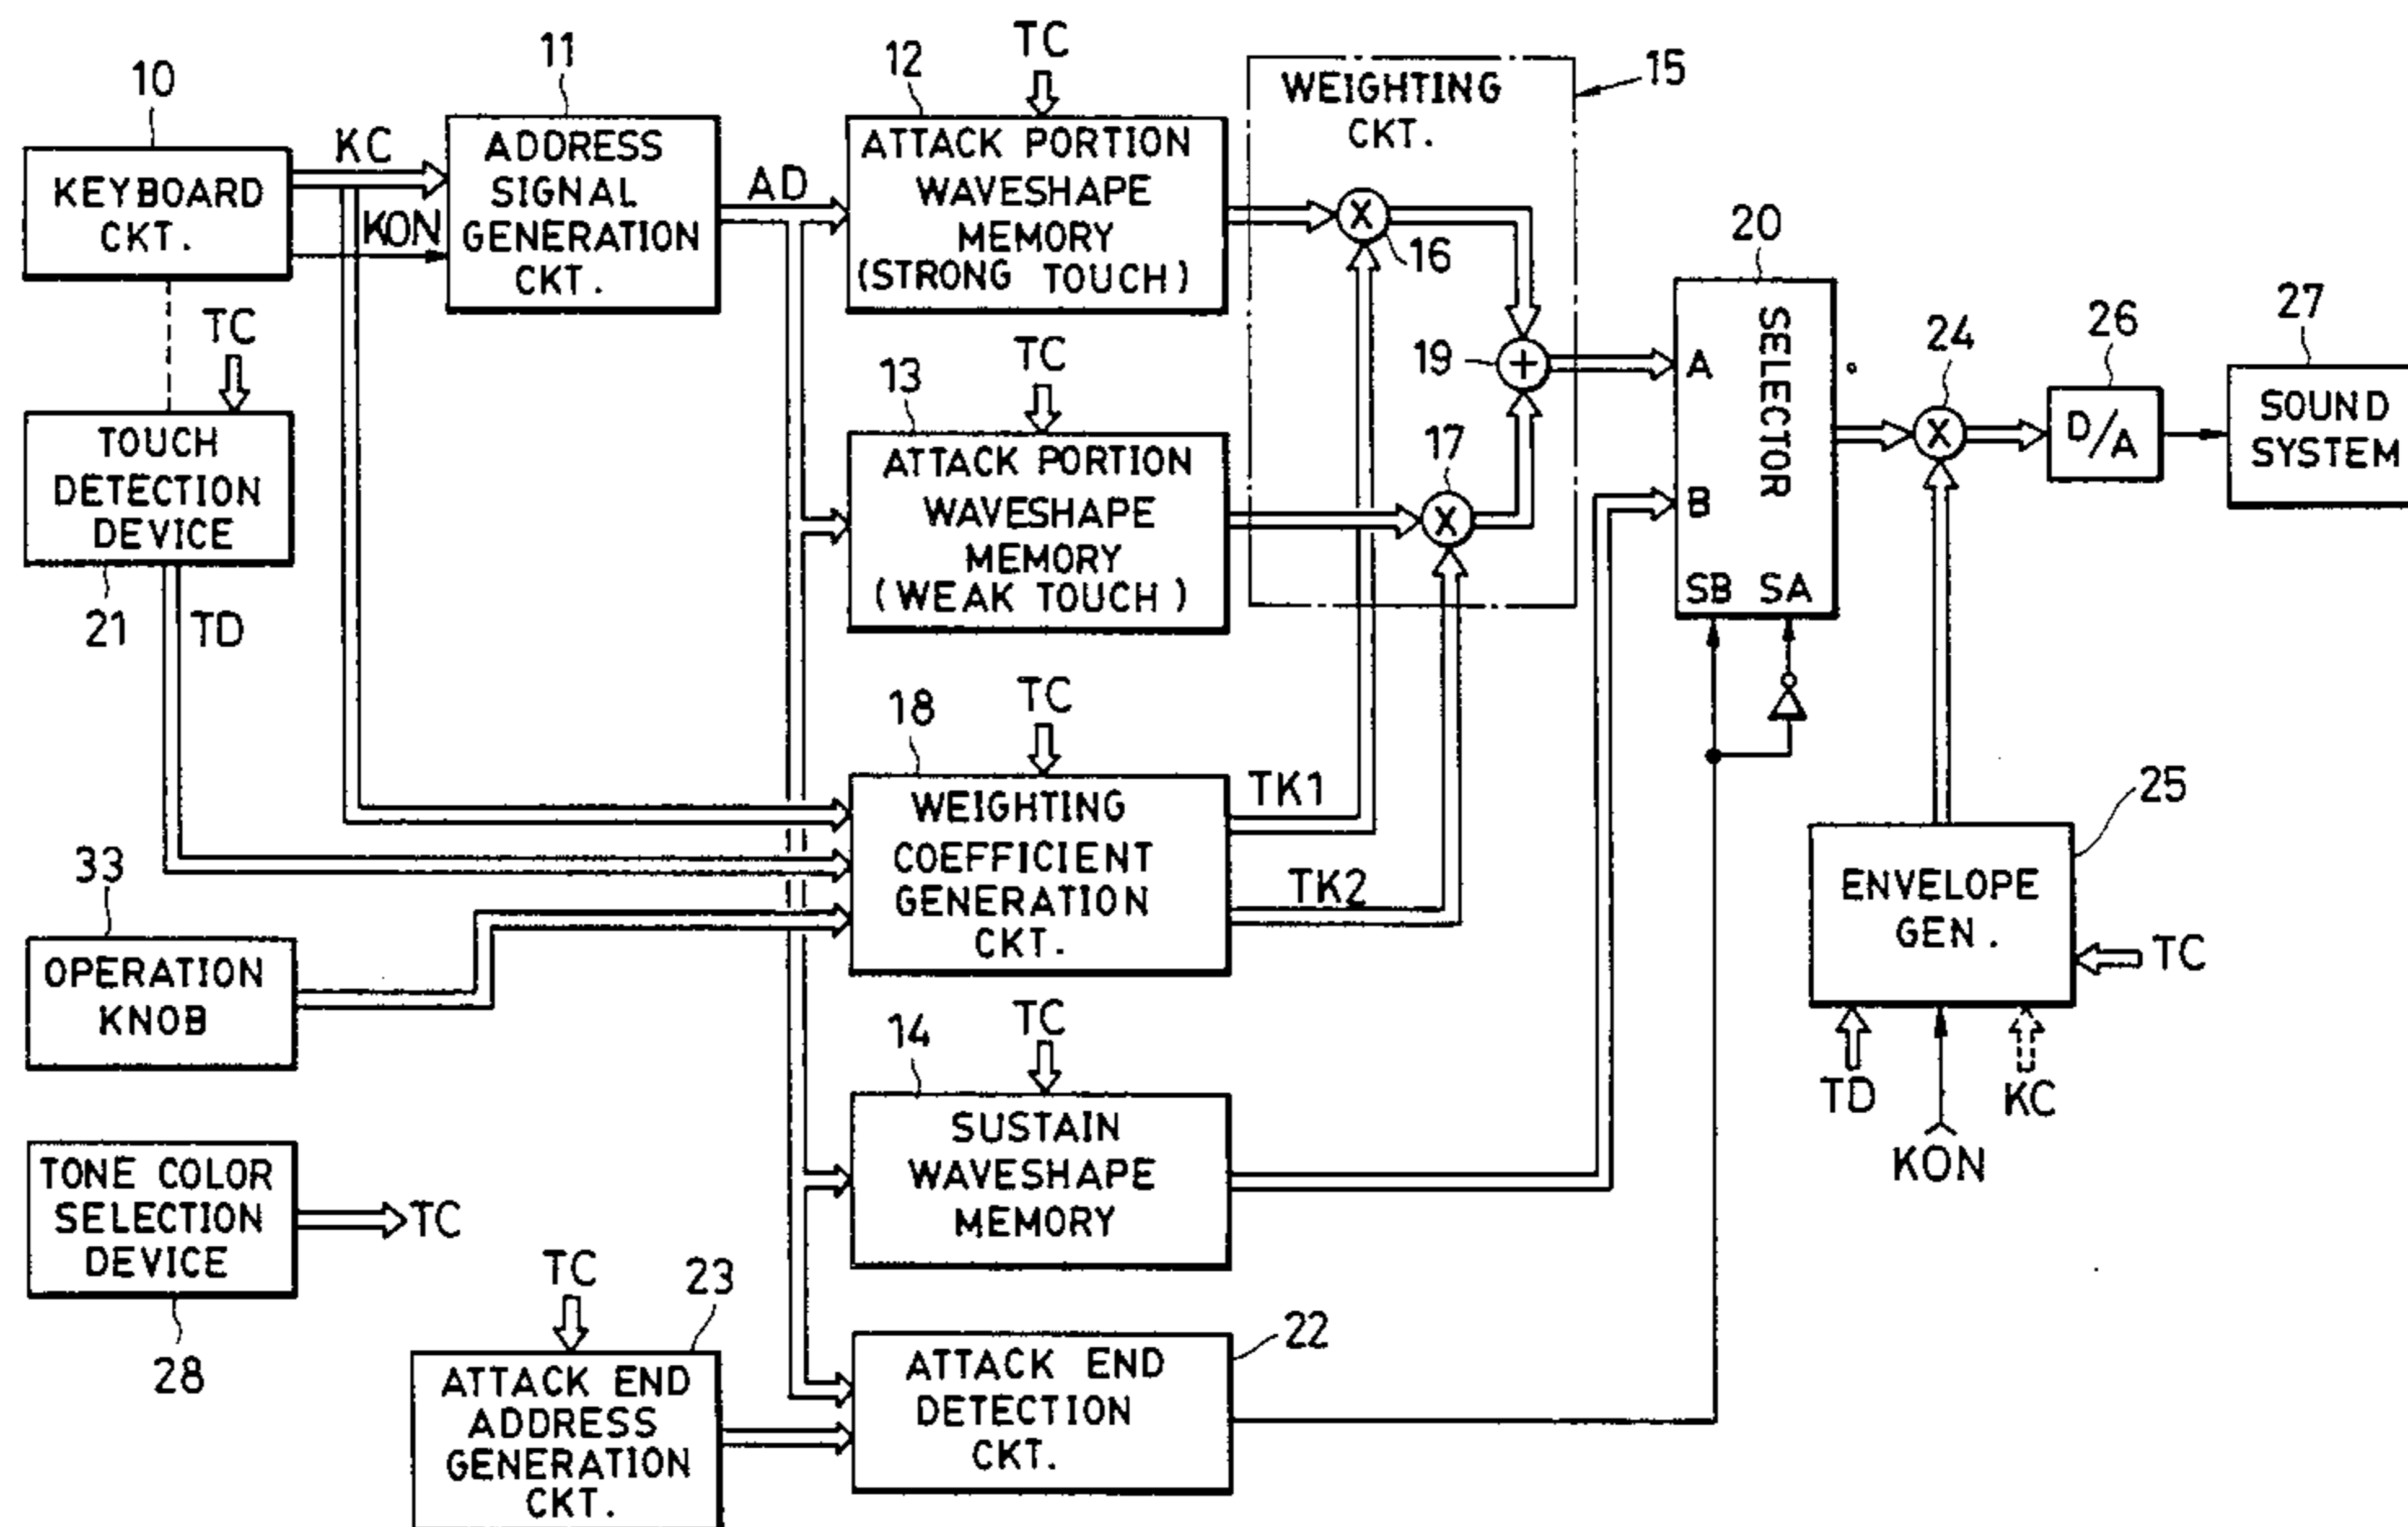 10
KEYBOARD
CKT.
KC
KON
11
ADDRESS
SIGNAL
GENERATION
CKT.
AD
12
TC
ATTACK PORTION
WAVESHAPE
MEMORY
(STRONG TOUCH)
WEIGHTING
CKT.
15
X
16
19
+
TC
TOUCH
DETECTION
DEVICE
21
TD
13
TC
ATTACK PORTION
WAVESHAPE
MEMORY
(WEAK TOUCH)
17
X
20
SELECTOR
A
B
SB SA
24
X
26
D/A
27
SOUND
SYSTEM
18
TC
WEIGHTING
COEFFICIENT
GENERATION
CKT.
TK1
TK2
25
ENVELOPE
GEN.
TC
TD
KON
KC
33
OPERATION
KNOB
14
TC
SUSTAIN
WAVESHAPE
MEMORY
TONE COLOR
SELECTION
DEVICE
TC
28
TC
23
ATTACK END
ADDRESS
GENERATION
CKT.
22
ATTACK END
DETECTION
CKT.